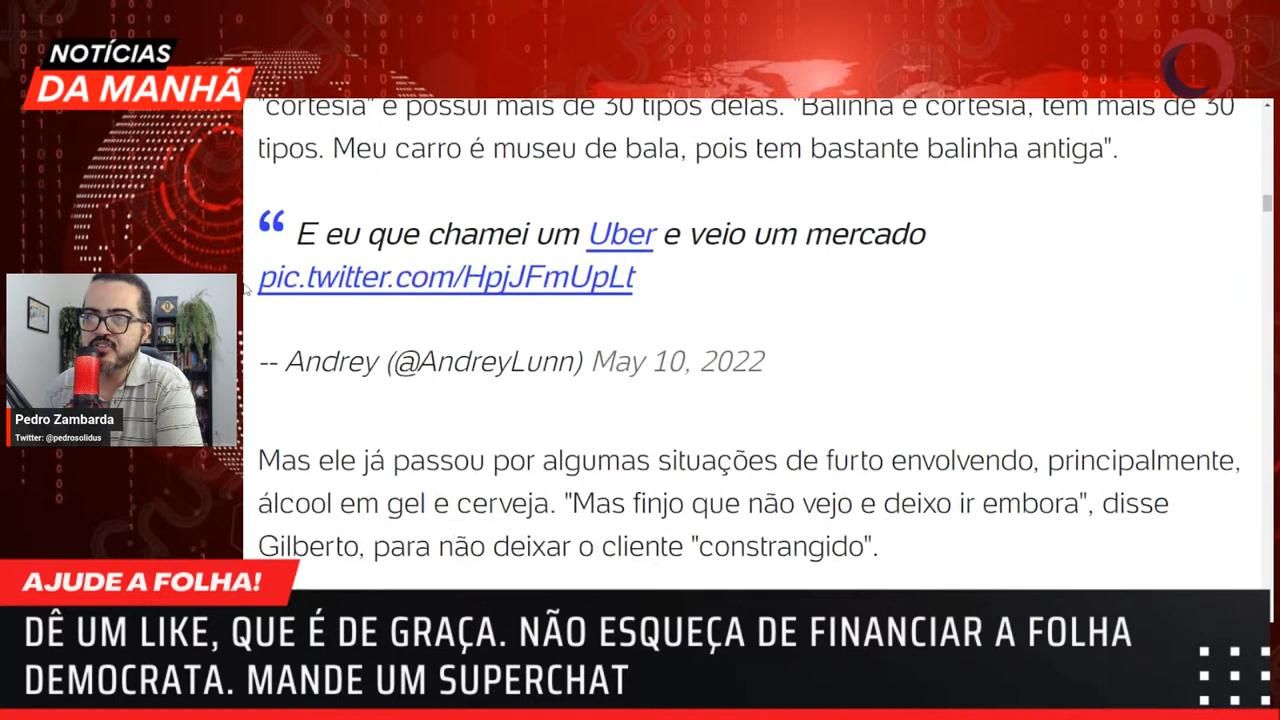 NOTÍCIAS
DA MANHÃ
"cortesia" e possui mais de 30 tipos delas. "Balinha é cortesia, tem mais de 30
tipos. Meu carro é museu de bala, pois tem bastante balinha antiga".
“ E eu que chamei um Uber e veio um mercado
pic.twitter.com/HpjJFmUpLt
-- Andrey (@AndreyLunn) May 10, 2022
Mas ele já passou por algumas situações de furto envolvendo, principalmente,
álcool em gel e cerveja. "Mas finjo que não vejo e deixo ir embora", disse
Gilberto, para não deixar o cliente "constrangido".
Pedro Zambarda
Twitter: @pedrosolidus
AJUDE A FOLHA!
DÊ UM LIKE, QUE É DE GRAÇA. NÃO ESQUEÇA DE FINANCIAR A FOLHA
DEMOCRATA. MANDE UM SUPERCHAT